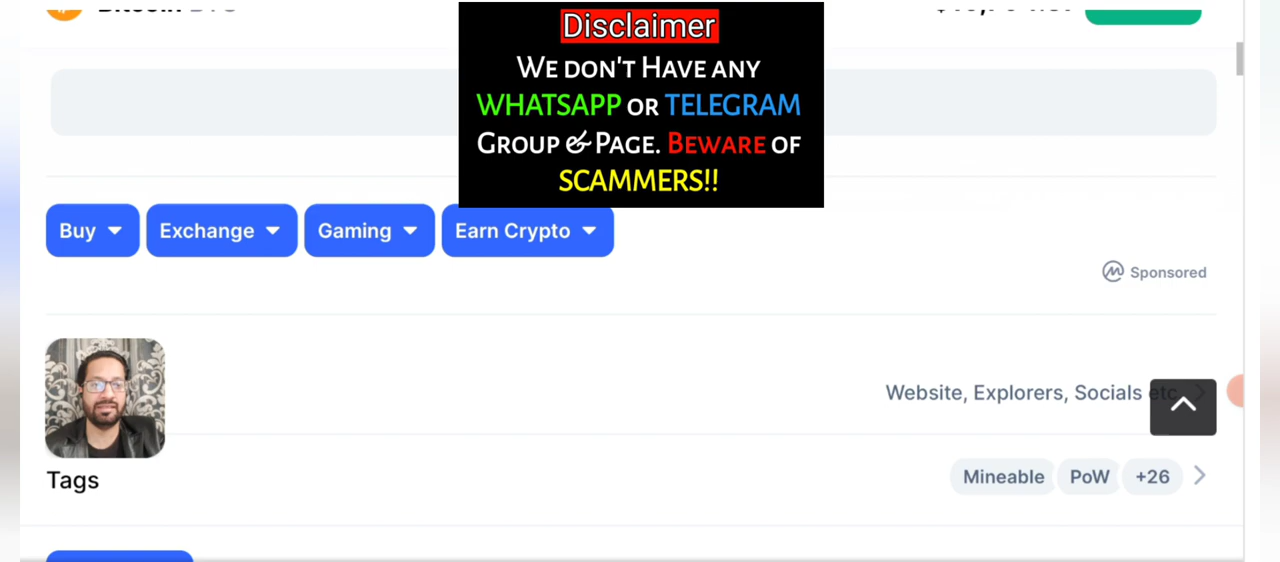 Disclaimer
WE DON'T HAVE ANY
WHATSAPP OR TELEGRAM
GROUP & PAGE. BEWARE OF
SCAMMERS!!
Buy
Exchange
Gaming
Earn Crypto
Sponsored
Website, Explorers, Socials etc
Tags
Mineable
PoW
+26